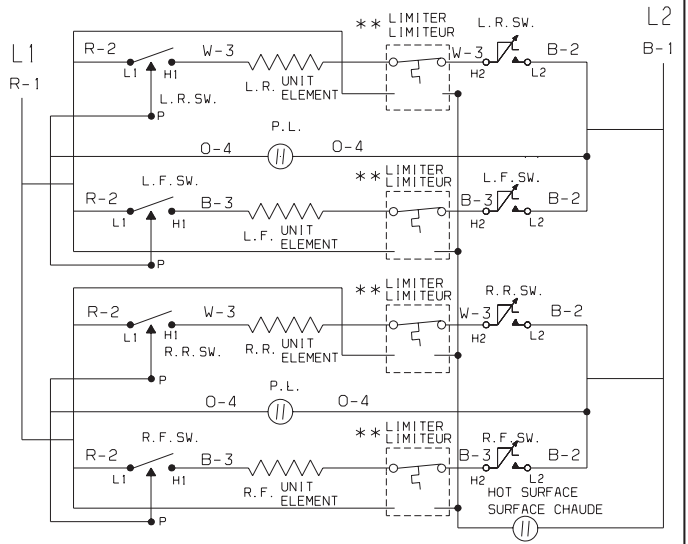 L1
R-1
L2
B-1
R-2
L1
H1
L.R.SW.
P
W-3
L.R. UNIT
ELEMENT
** LIMITER
LIMITEUR
W-3
H2
L.R.SW.
L2
B-2
P.L.
O-4
O-4
R-2
L.F.SW.
L1
H1
P
B-3
L.F. UNIT
ELEMENT
** LIMITER
LIMITEUR
B-3
H2
L.F.SW.
L2
B-2
R-2
L1
H1
R.R.SW.
P
W-3
R.R. UNIT
ELEMENT
** LIMITER
LIMITEUR
W-3
H2
R.R.SW.
L2
B-2
P.L.
O-4
O-4
R-2
R.F.SW.
L1
H1
P
B-3
R.F. UNIT
ELEMENT
** LIMITER
LIMITEUR
B-3
H2
R.F.SW.
L2
B-2
HOT SURFACE
SURFACE CHAUDE